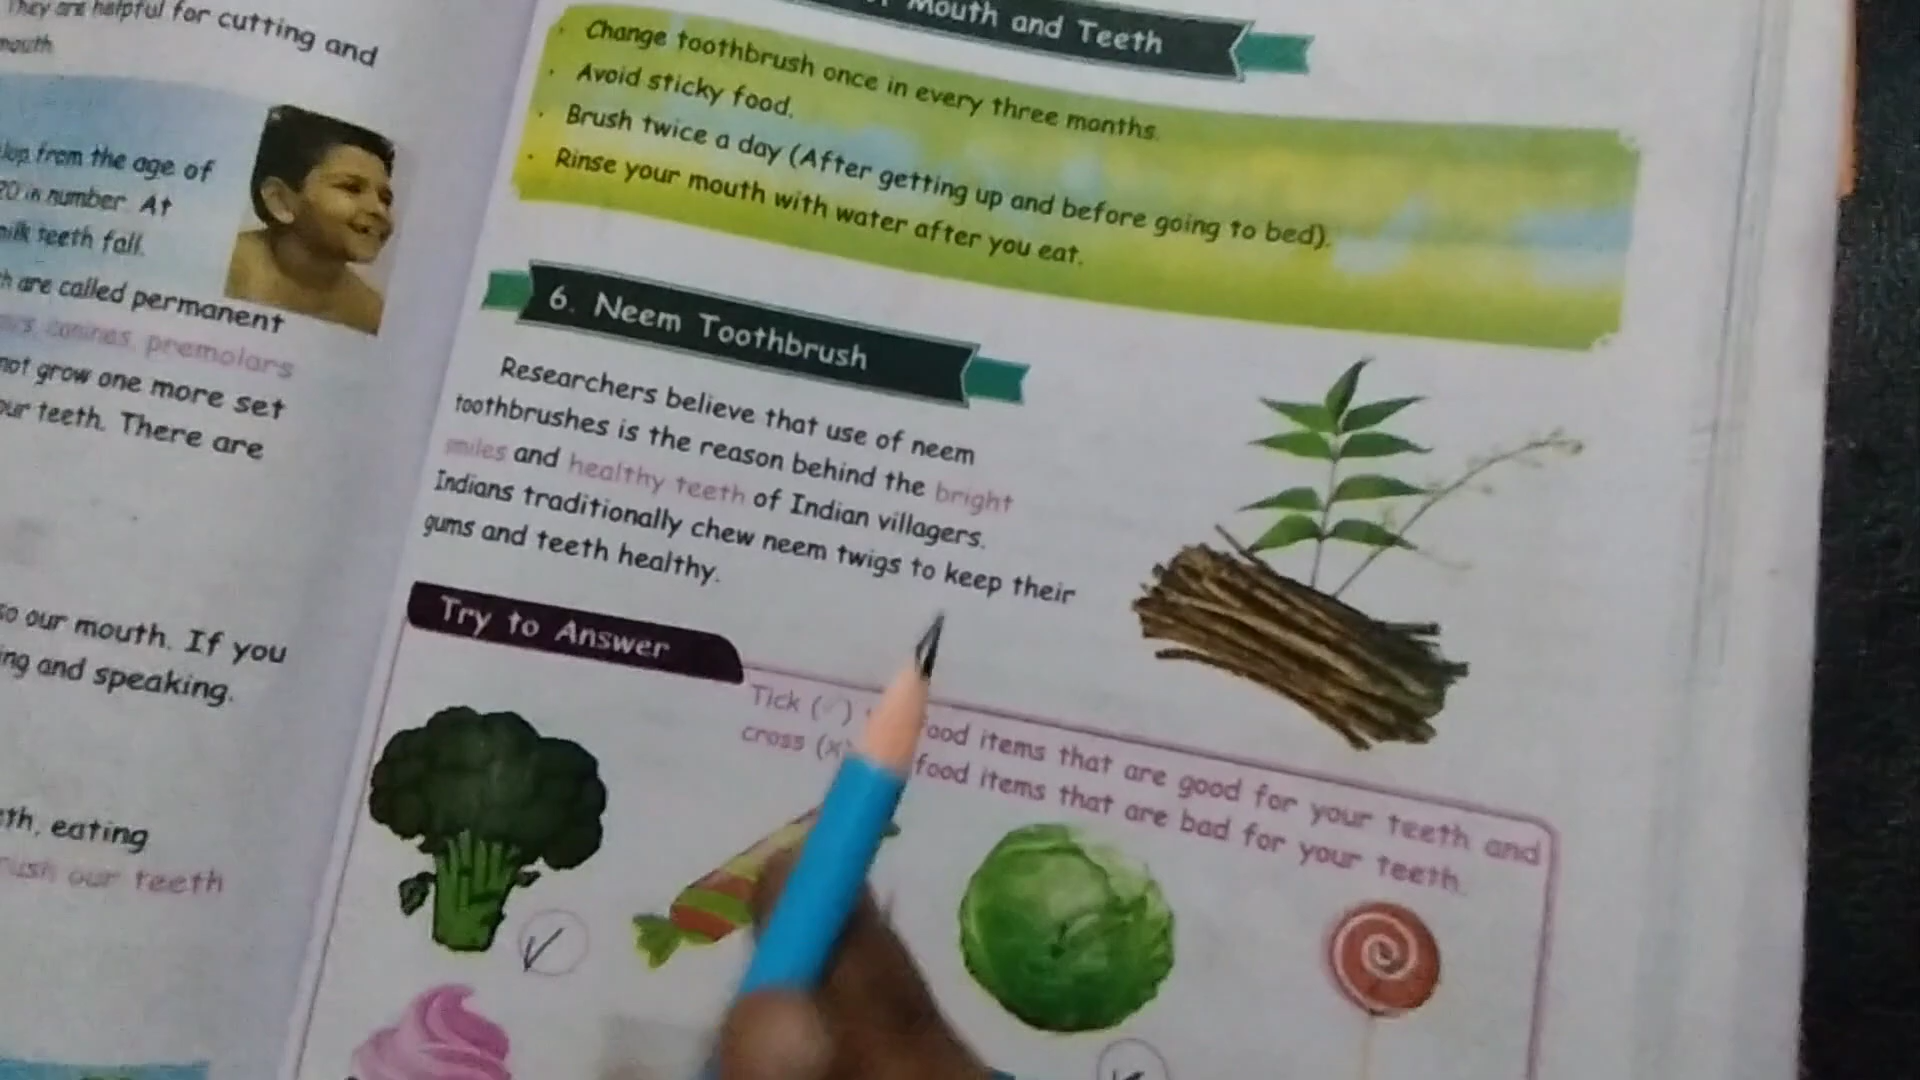 They are helpful for cutting and
mouth
from the age of
20 in number. At
milk teeth fall.
are called permanent
canines, premolars
not grow one more set
our teeth. There are
so our mouth. If you
and speaking.
eating
rush our teeth
Mouth and Teeth
· Change toothbrush once in every three months.
· Avoid sticky food.
· Brush twice a day (After getting up and before going to bed).
· Rinse your mouth with water after you eat.
6. Neem Toothbrush
Researchers believe that use of neem
toothbrushes is the reason behind the bright
smiles and healthy teeth of Indian villagers.
Indians traditionally chew neem twigs to keep their
gums and teeth healthy.
Try to Answer
Tick (✓) food items that are good for your teeth and
cross (x) food items that are bad for your teeth.